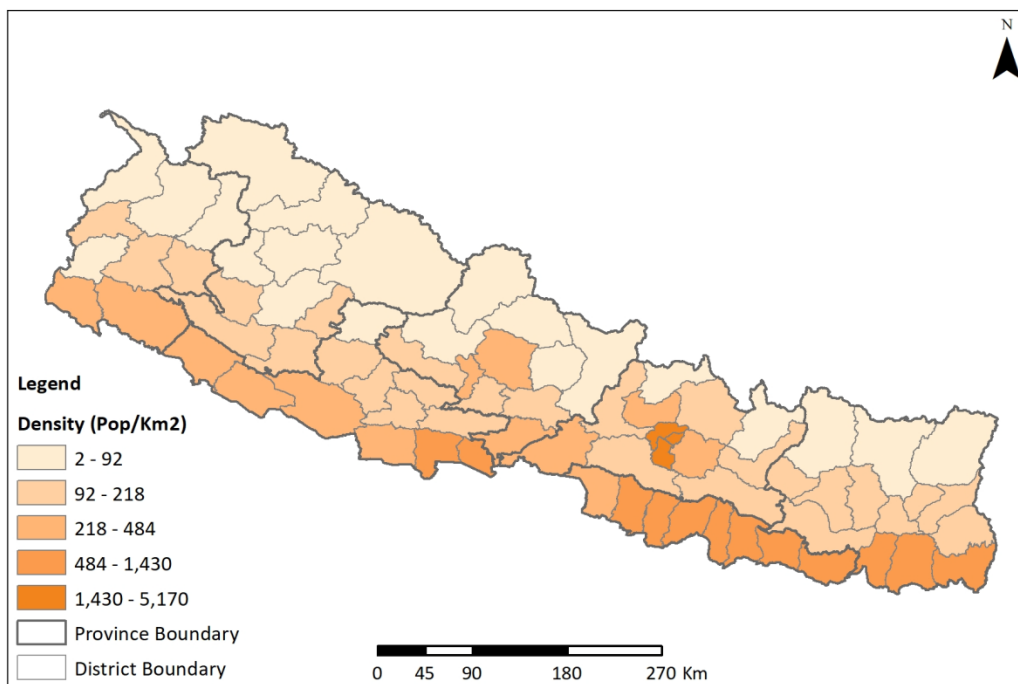 N
Legend
Density (Pop/Km2)
2 - 92
92 - 218
218 - 484
484 - 1,430
1,430 - 5,170
Province Boundary
District Boundary
0 45 90 180 270 Km